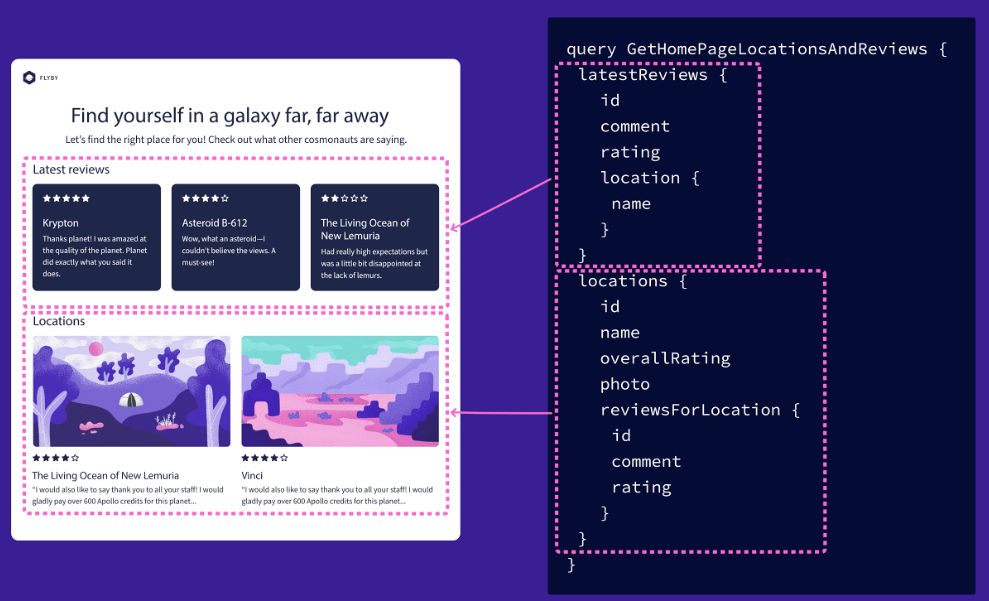 FLYBY
Find yourself in a galaxy far, far away
Let's find the right place for you! Check out what other cosmonauts are saying.
Latest reviews
★★★★★
Krypton
Thanks planet! I was amazed at
the quality of the planet. Planet
did exactly what you said it
does.
★★★★☆
Asteroid B-612
Wow, what an asteroid—I
couldn't believe the views. A
must-see!
★★☆☆☆
The Living Ocean of
New Lemuria
Had really high expectations but
was a little bit disappointed at
the lack of lemurs.
Locations
★★★★☆
The Living Ocean of New Lemuria
"I would also like to say thank you to all your staff! I would
gladly pay over 600 Apollo credits for this planet...
★★★★☆
Vinci
"I would also like to say thank you to all your staff! I would
gladly pay over 600 Apollo credits for this planet...
query GetHomePageLocationsAndReviews {
latestReviews {
id
comment
rating
location {
name
}
}
locations {
id
name
overallRating
photo
reviewsForLocation {
id
comment
rating
}
}
}